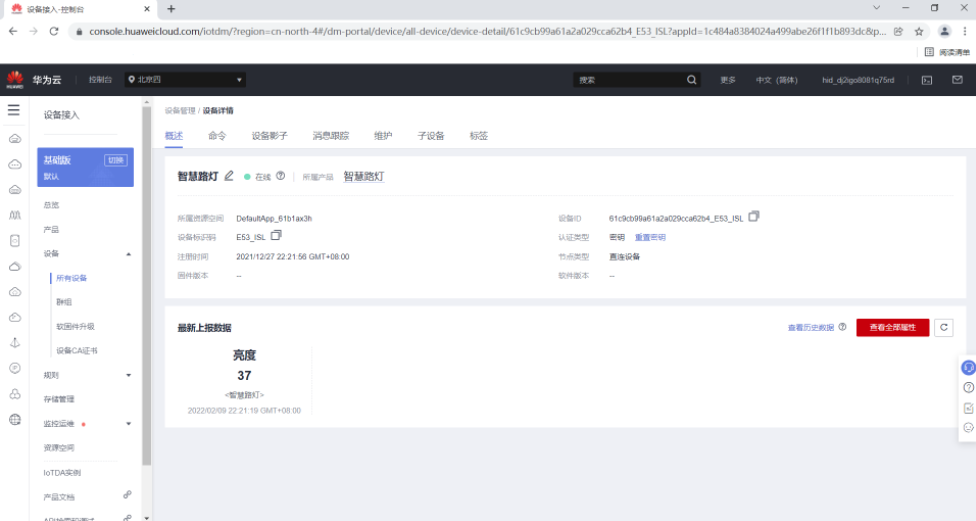 设备接入-控制台
console.huaweicloud.com/iotdm/?region=cn-north-4#/dm-portal/device/all-device/device-detail/61c9cb99a61a2a029cca62b4_E53_ISL?appId=1c484a8384024a499abe26f1f1b893dc&p...
阅读清单
HUAWEI
华为云
控制台
北京四
搜索
更多
中文 (简体)
hid_dj2igo8081q75rd
设备接入
基础版 切换
默认
总览
产品
设备
所有设备
群组
软固件升级
设备CA证书
规则
存储管理
监控运维
资源空间
IoTDA实例
产品文档
API检索和调试
设备管理 / 设备详情
概述 命令 设备影子 消息跟踪 维护 子设备 标签
智慧路灯 在线 所属产品 智慧路灯
所属资源空间 DefaultApp_61b1ax3h
设备ID 61c9cb99a61a2a029cca62b4_E53_ISL
设备标识码 E53_ISL
认证类型 密钥 重置密钥
注册时间 2021/12/27 22:21:56 GMT+08:00
节点类型 直连设备
固件版本 --
软件版本 --
最新上报数据
查看历史数据 查看全部属性
亮度
37
<智慧路灯>
2022/02/09 22:21:19 GMT+08:00